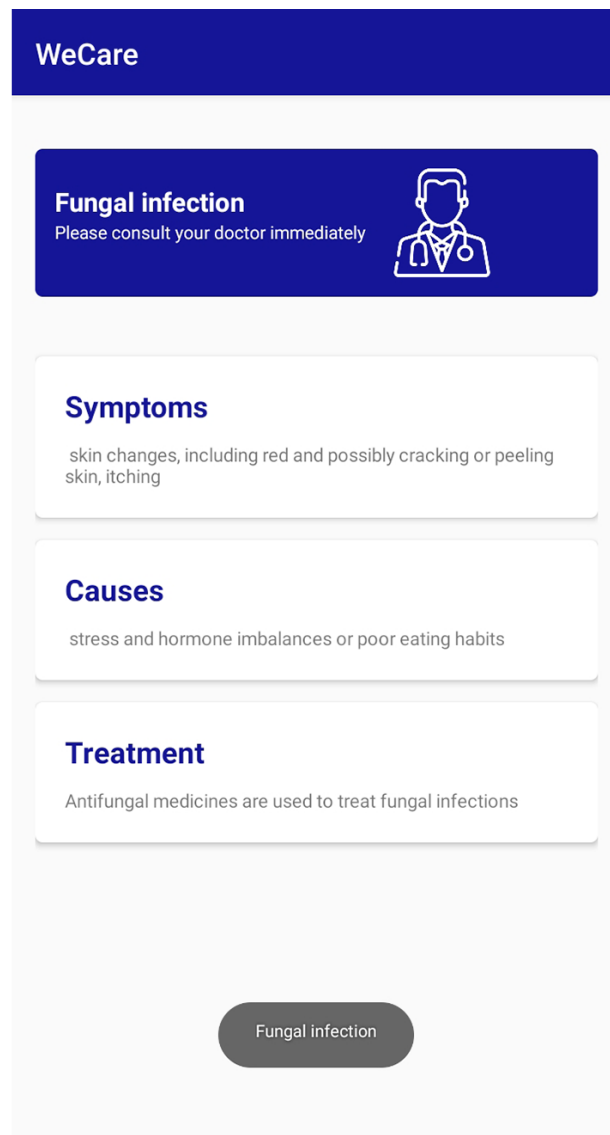 WeCare
Fungal infection
Please consult your doctor immediately
Symptoms
skin changes, including red and possibly cracking or peeling
skin, itching
Causes
stress and hormone imbalances or poor eating habits
Treatment
Antifungal medicines are used to treat fungal infections
Fungal infection